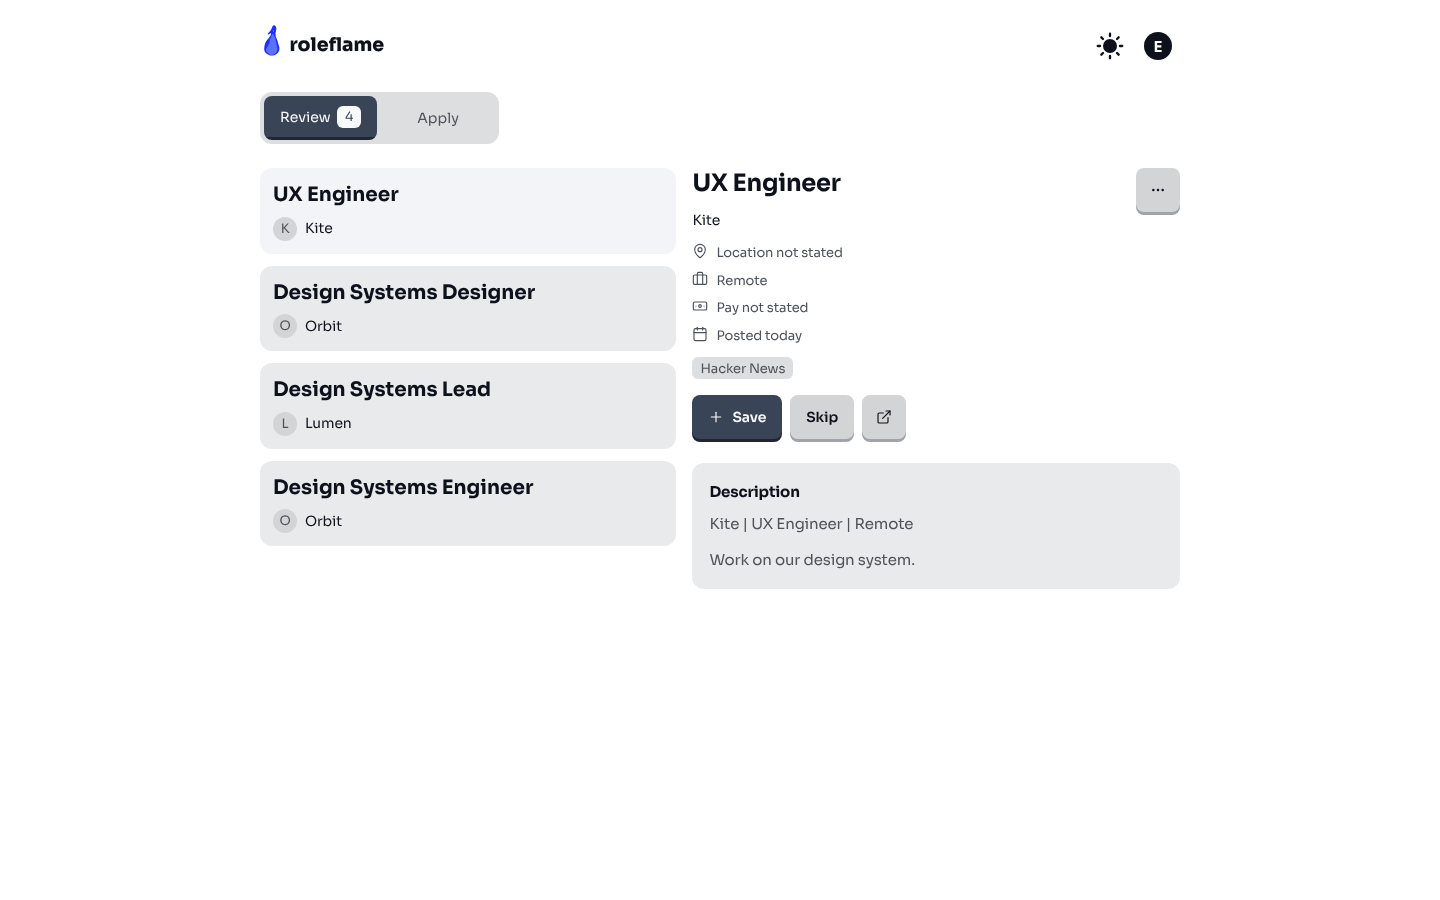 roleflame
E
Review 4
Apply
UX Engineer
K Kite
Design Systems Designer
O Orbit
Design Systems Lead
L Lumen
Design Systems Engineer
O Orbit
UX Engineer
Kite
Location not stated
Remote
Pay not stated
Posted today
Hacker News
Save
Skip
Description
Kite | UX Engineer | Remote
Work on our design system.